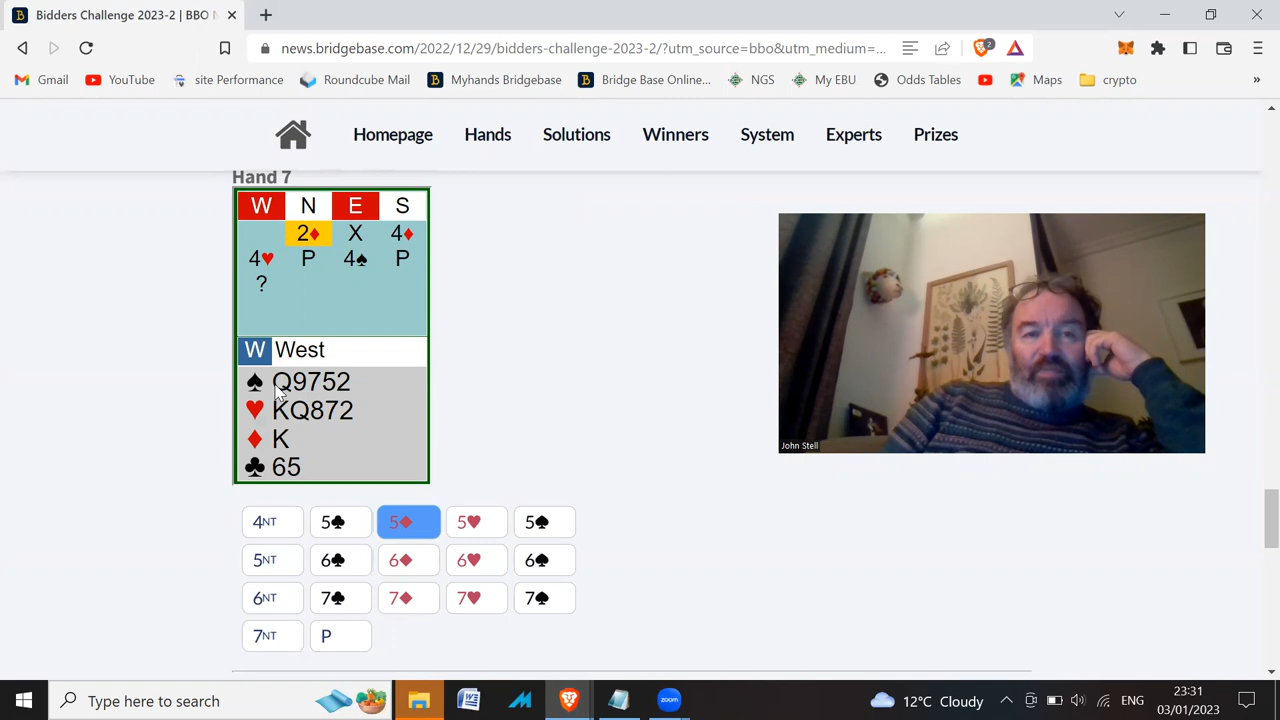 Bidders Challenge 2023-2 | BBO N
news.bridgebase.com/2022/12/29/bidders-challenge-2023-2/?utm_source=bbo&utm_medium=...
2
Gmail YouTube site Performance Roundcube Mail Myhands Bridgebase Bridge Base Online... NGS My EBU Odds Tables Maps crypto »
Homepage Hands Solutions Winners System Experts Prizes
Hand 7
W N E S
2♦ X 4♦
4♥ P 4♠ P
?
W West
♠ Q9752
♥ KQ872
♦ K
♣ 65
4NT 5♣ 5♦ 5♥ 5♠
5NT 6♣ 6♦ 6♥ 6♠
6NT 7♣ 7♦ 7♥ 7♠
7NT P
John Stell
Type here to search
W
zoom
12°C Cloudy
ENG
23:31
03/01/2023